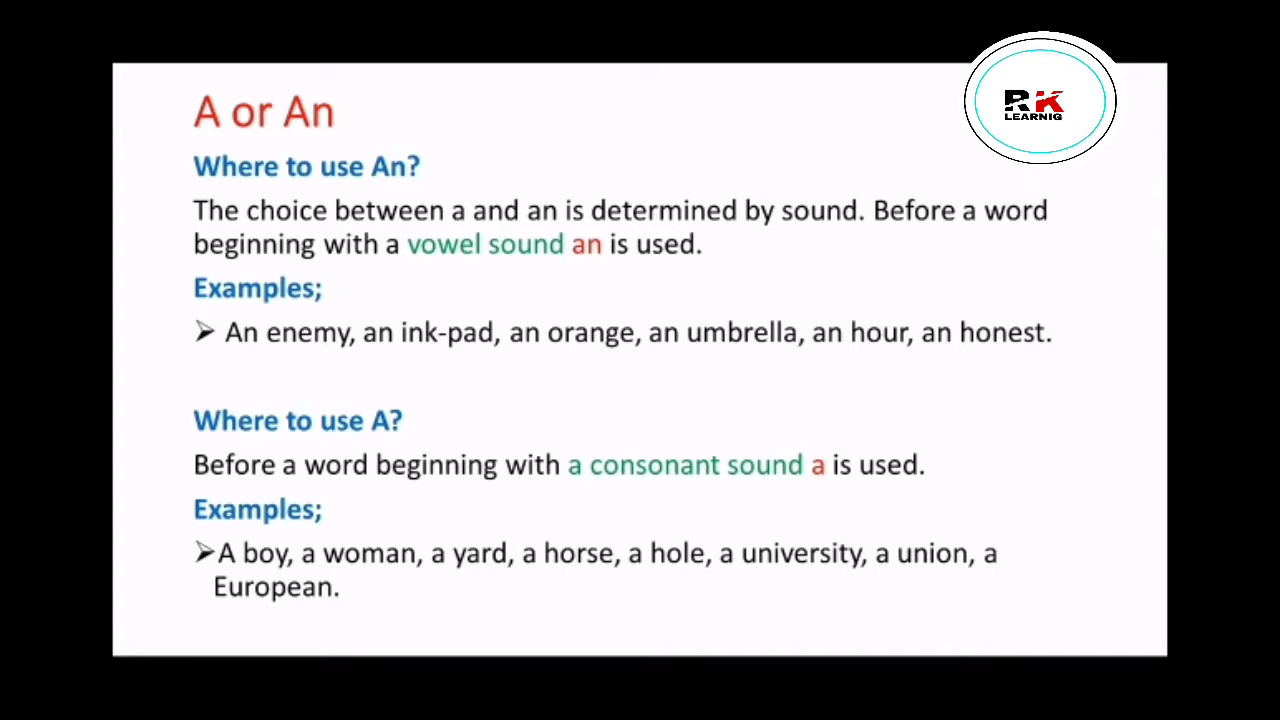 RK
LEARNIG
A or An
Where to use An?
The choice between a and an is determined by sound. Before a word
beginning with a vowel sound an is used.
Examples;
➢ An enemy, an ink-pad, an orange, an umbrella, an hour, an honest.
Where to use A?
Before a word beginning with a consonant sound a is used.
Examples;
➢A boy, a woman, a yard, a horse, a hole, a university, a union, a
European.